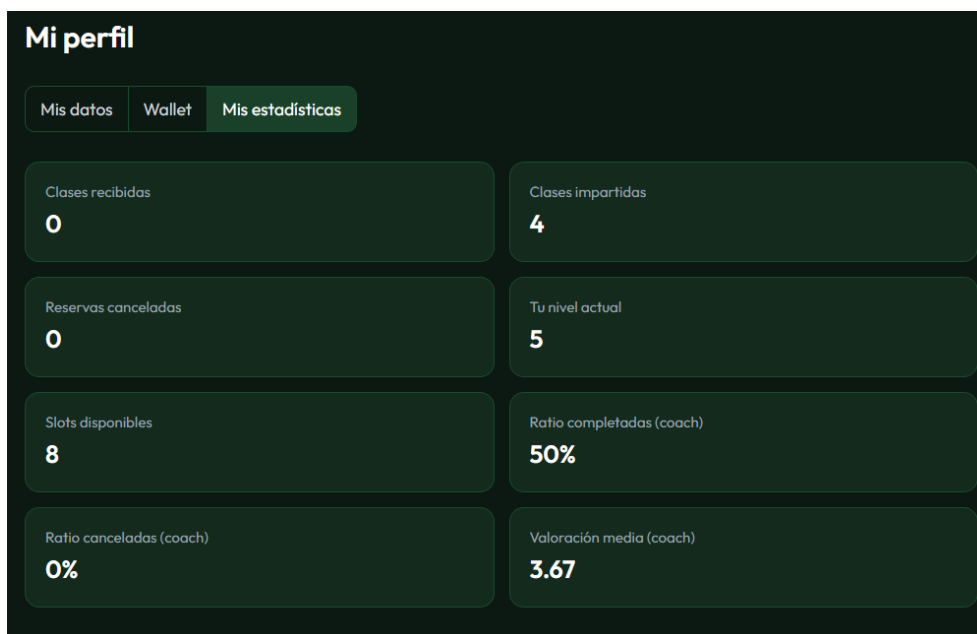 Mi perfil
Mis datos
Wallet
Mis estadísticas
Clases recibidas
0
Clases impartidas
4
Reservas canceladas
0
Tu nivel actual
5
Slots disponibles
8
Ratio completadas (coach)
50%
Ratio canceladas (coach)
0%
Valoración media (coach)
3.67